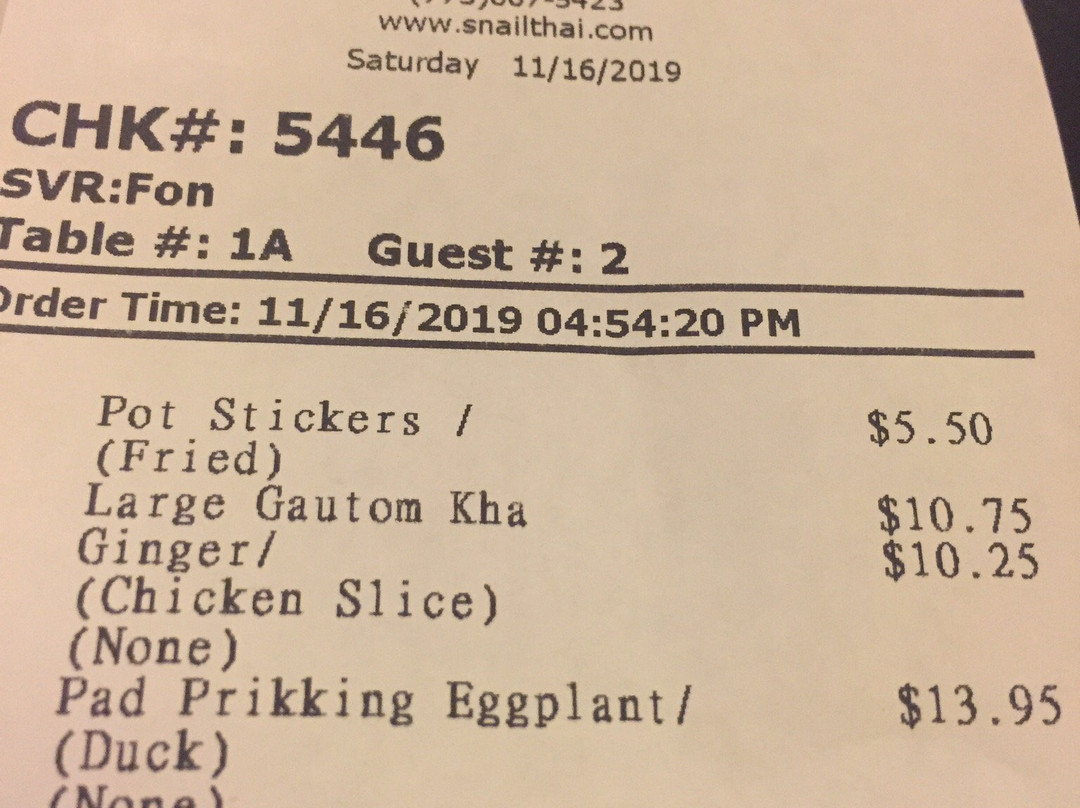 www.snailthai.com
Saturday 11/16/2019
CHK#: 5446
SVR:Fon
Table #: 1A Guest #: 2
Order Time: 11/16/2019 04:54:20 PM
Pot Stickers / $5.50
(Fried)
Large Gautom Kha $10.75
Ginger/ $10.25
(Chicken Slice)
(None)
Pad Prikking Eggplant/ $13.95
(Duck)
(None)